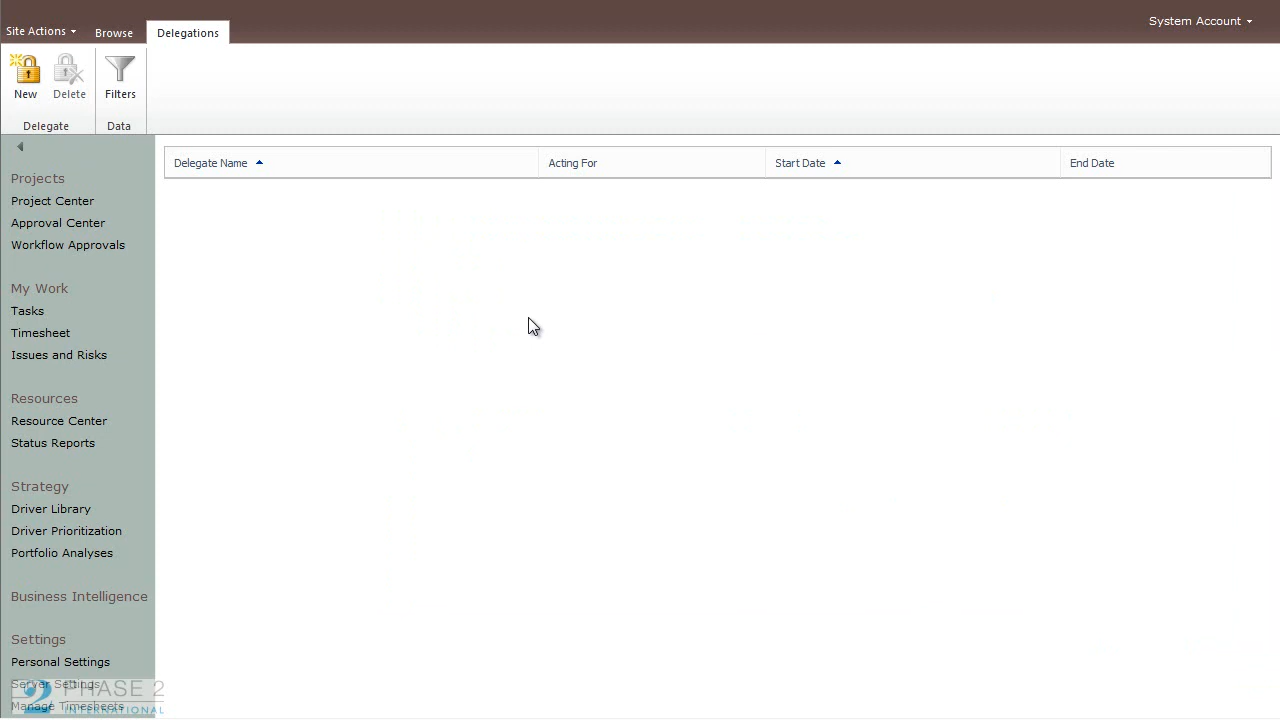 Site Actions
Browse
Delegations
System Account
New
Delete
Filters
Delegate
Data
Delegate Name
Acting For
Start Date
End Date
Projects
Project Center
Approval Center
Workflow Approvals
My Work
Tasks
Timesheet
Issues and Risks
Resources
Resource Center
Status Reports
Strategy
Driver Library
Driver Prioritization
Portfolio Analyses
Business Intelligence
Settings
Personal Settings
Server Settings
Manage Timesheets
2 PHASE 2
INTERNATIONAL